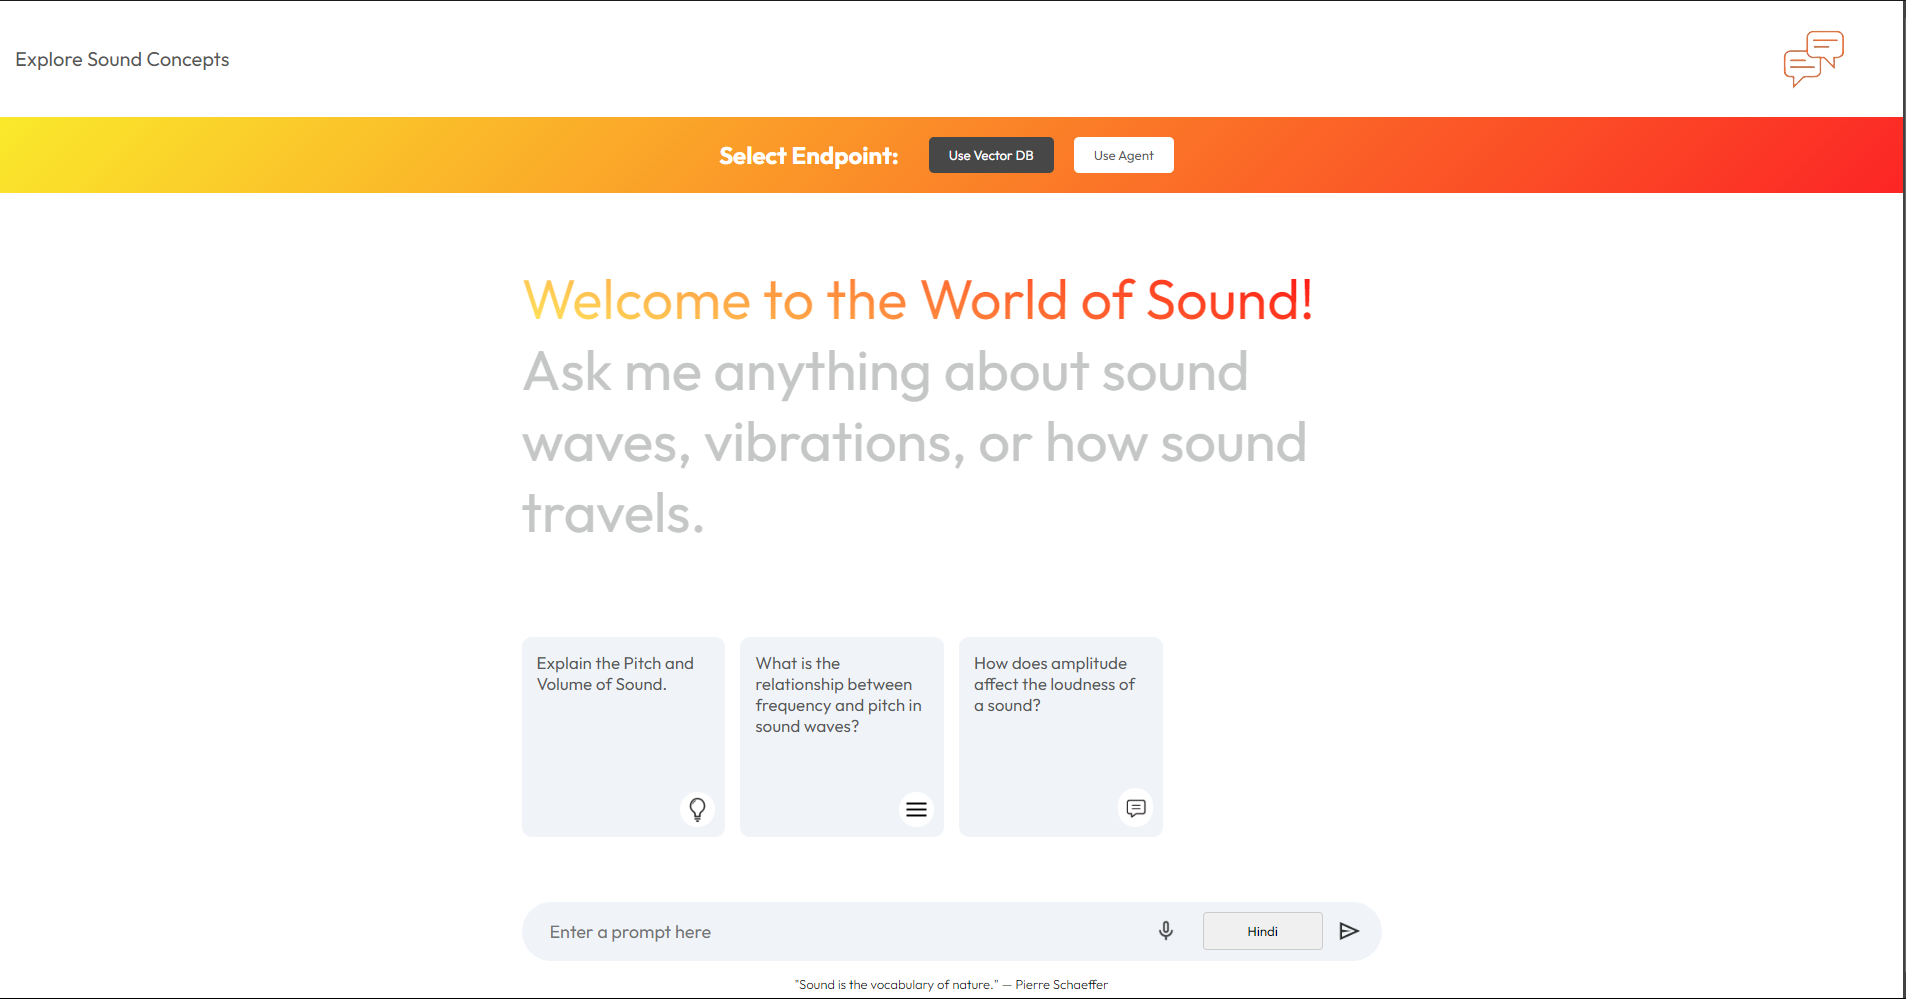 Explore Sound Concepts
Select Endpoint:
Use Vector DB
Use Agent
Welcome to the World of Sound!
Ask me anything about sound
waves, vibrations, or how sound
travels.
Explain the Pitch and
Volume of Sound.
What is the
relationship between
frequency and pitch in
sound waves?
How does amplitude
affect the loudness of
a sound?
Enter a prompt here
Hindi
"Sound is the vocabulary of nature." — Pierre Schaeffer